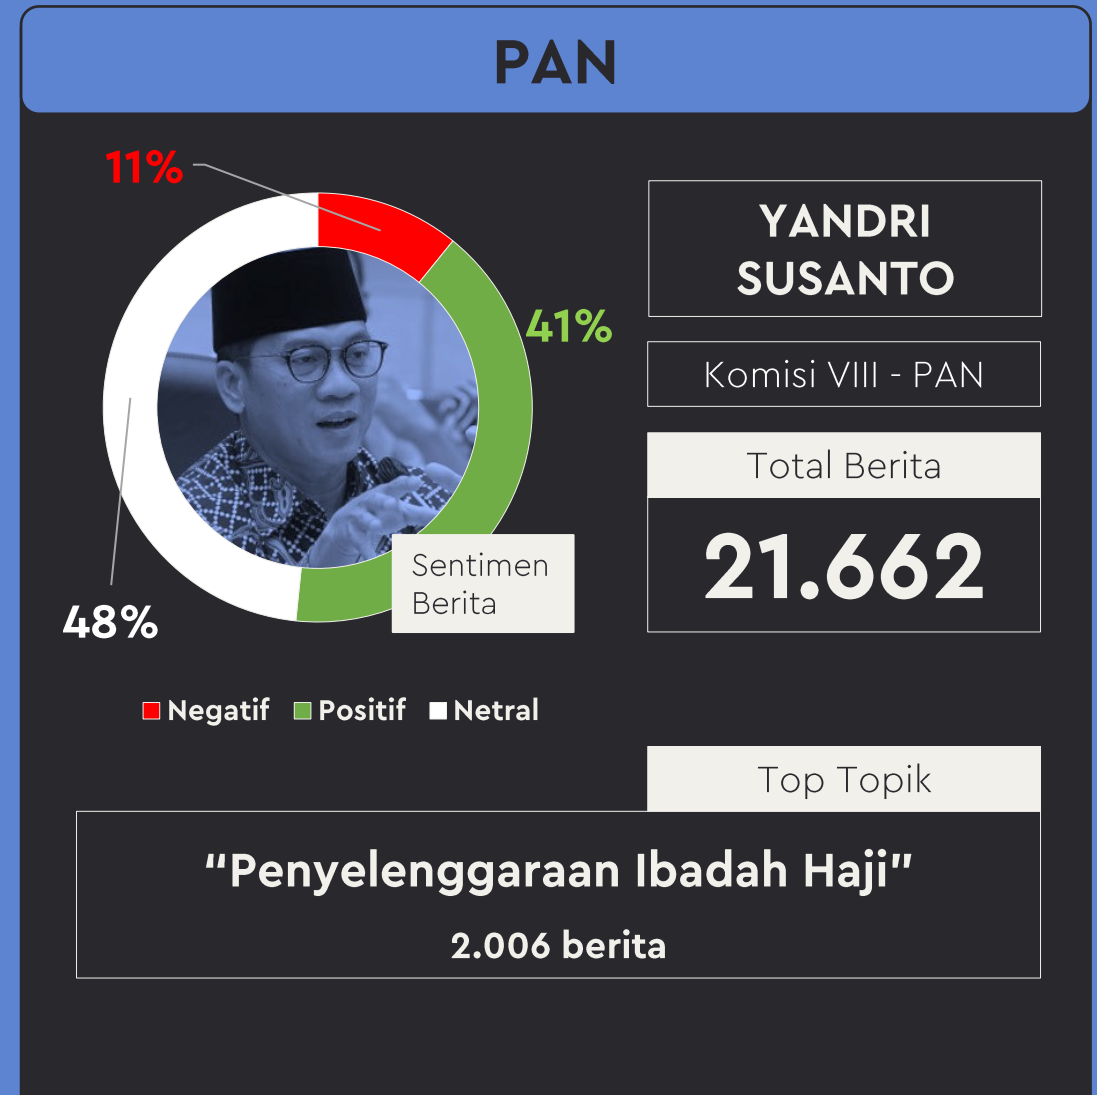 PAN
11%
YANDRI
SUSANTO
41%
Komisi VIII - PAN
Total Berita
21.662
Sentimen
Berita
48%
Negatif Positif Netral
Top Topik
“Penyelenggaraan Ibadah Haji”
2.006 berita